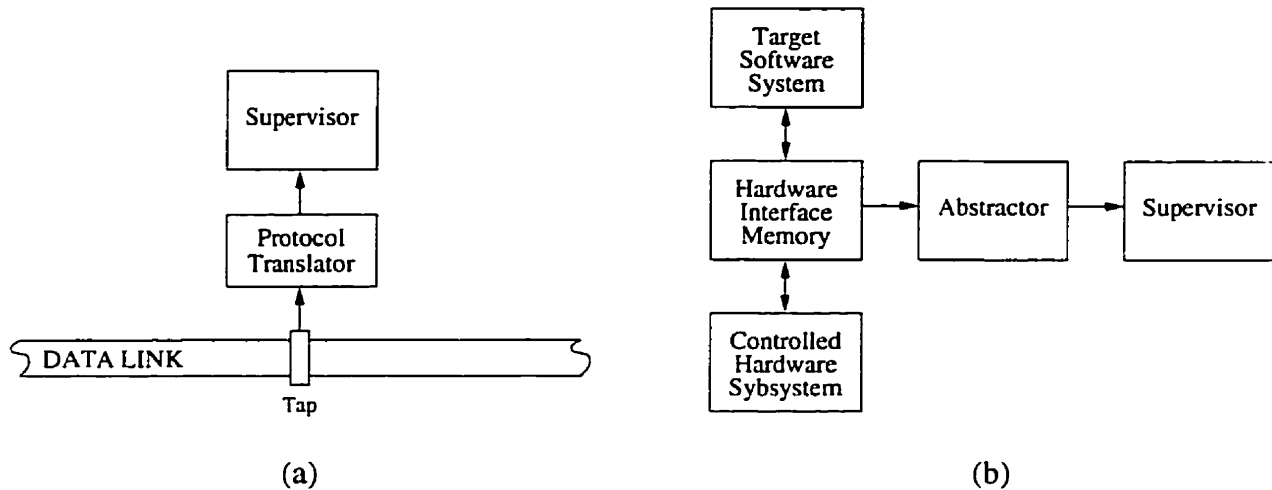 Supervisor
Protocol
Translator
DATA LINK
Tap
(a)
Target
Software
System
Hardware
Interface
Memory
Abstractor
Supervisor
Controlled
Hardware
Sybsystem
(b)